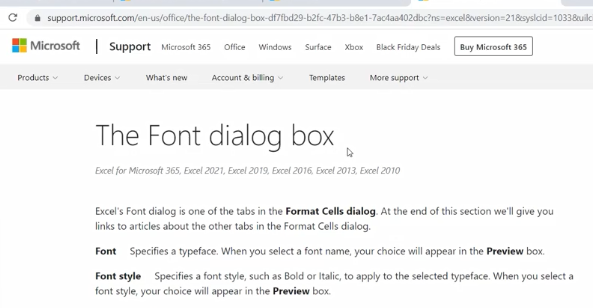 support.microsoft.com/en-us/office/the-font-dialog-box-df7fbd29-b2fc-47b3-b8e1-7ac4aa402dbc?ns=excel&version=21&syslcid=1033&uilc
Microsoft Support Microsoft 365 Office Windows Surface Xbox Black Friday Deals Buy Microsoft 365
Products Devices What's new Account & billing Templates More support
The Font dialog box
Excel for Microsoft 365, Excel 2021, Excel 2019, Excel 2016, Excel 2013, Excel 2010
Excel's Font dialog is one of the tabs in the Format Cells dialog. At the end of this section we'll give you
links to articles about the other tabs in the Format Cells dialog.
Font Specifies a typeface. When you select a font name, your choice will appear in the Preview box.
Font style Specifies a font style, such as Bold or Italic, to apply to the selected typeface. When you select a
font style, your choice will appear in the Preview box.